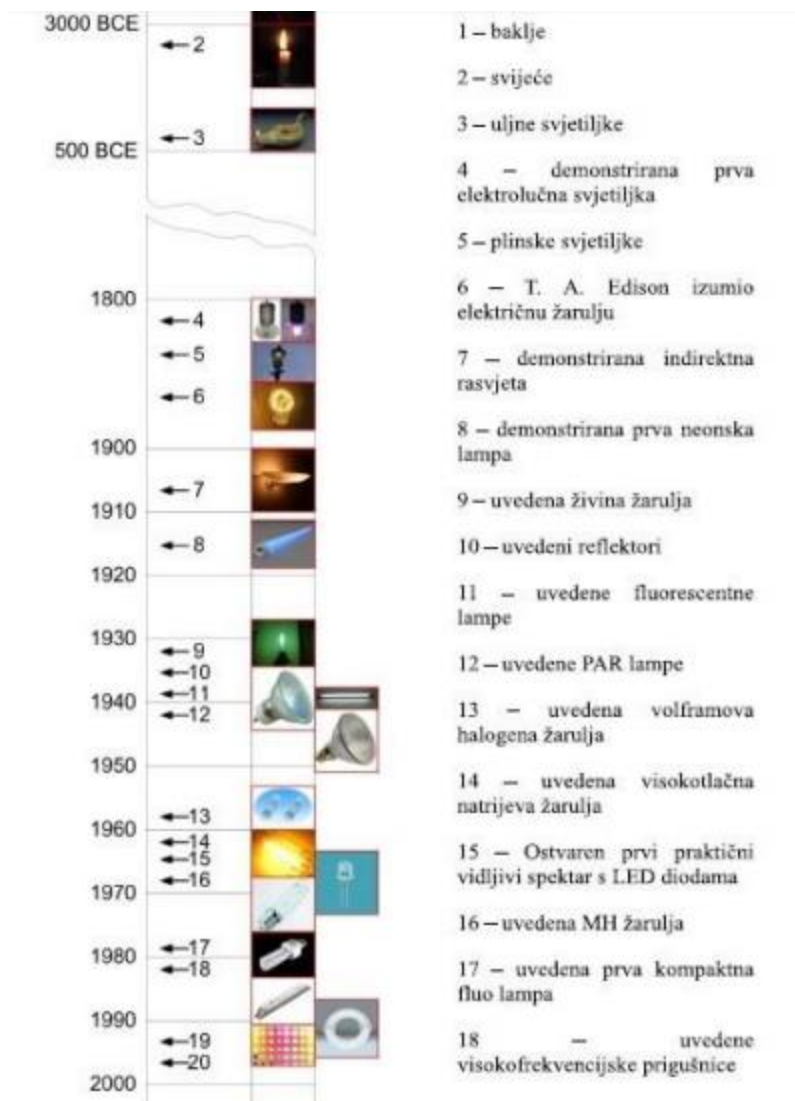 3000 BCE
2
3
500 BCE
1800
4
5
6
1900
7
1910
8
1920
1930
9
10
11
1940
12
1950
13
1960
14
15
16
1970
17
1980
18
1990
19
20
2000
1 – baklje
2 – svijeće
3 – uljne svjetiljke
4 – demonstrirana prva
elektrolučna svjetiljka
5 – plinske svjetiljke
6 – T. A. Edison izumio
električnu žarulju
7 – demonstrirana indirektna
rasvjeta
8 – demonstrirana prva neonska
lampa
9 – uvedena živina žarulja
10 – uvedeni reflektori
11 – uvedene fluorescentne
lampe
12 – uvedene PAR lampe
13 – uvedena volframova
halogena žarulja
14 – uvedena visokotlačna
natrijeva žarulja
15 – Ostvaren prvi praktični
vidljivi spektar s LED diodama
16 – uvedena MH žarulja
17 – uvedena prva kompaktna
fluo lampa
18 – uvedene
visokofrekvencijske prigušnice